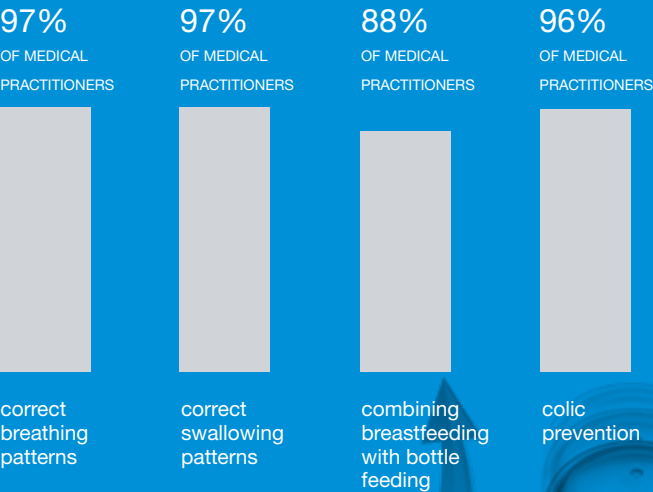 97%
OF MEDICAL
PRACTITIONERS
97%
OF MEDICAL
PRACTITIONERS
88%
OF MEDICAL
PRACTITIONERS
96%
OF MEDICAL
PRACTITIONERS
correct
breathing
patterns
correct
swallowing
patterns
combining
breastfeeding
with bottle
feeding
colic
prevention